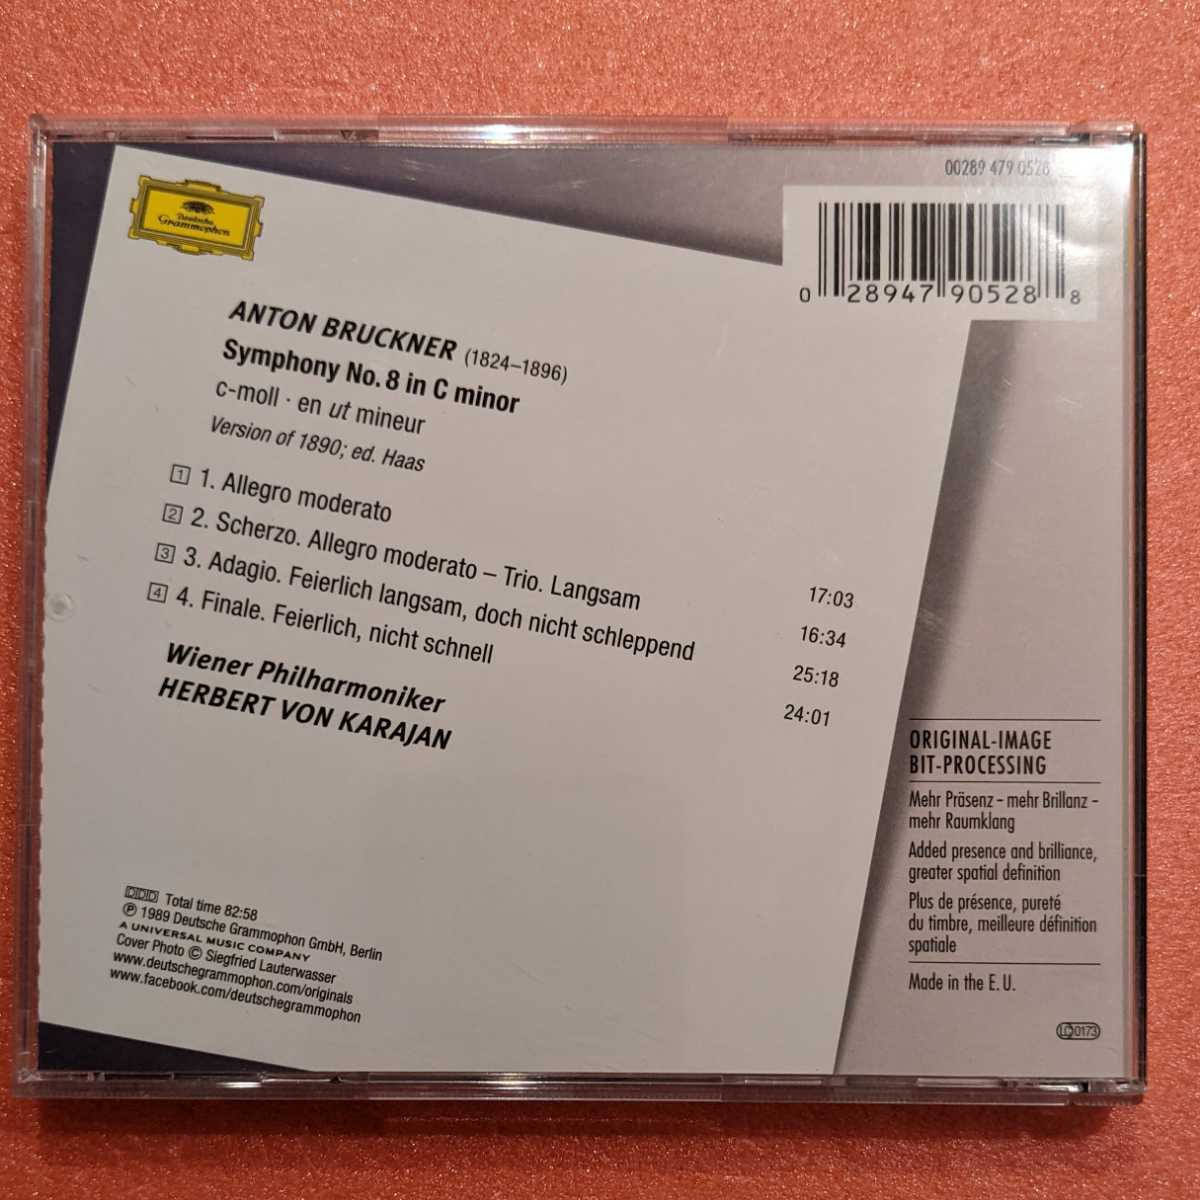 00289 479 0528
0 28947 90528 8
Deutsche
Grammophon
ANTON BRUCKNER (1824–1896)
Symphony No. 8 in C minor
c-moll · en ut mineur
Version of 1890; ed. Haas
1 1. Allegro moderato 17:03
2 2. Scherzo. Allegro moderato – Trio. Langsam 16:34
3 3. Adagio. Feierlich langsam, doch nicht schleppend 25:18
4 4. Finale. Feierlich, nicht schnell 24:01
Wiener Philharmoniker
HERBERT VON KARAJAN
DDD Total time 82:58
℗ 1989 Deutsche Grammophon GmbH, Berlin
A UNIVERSAL MUSIC COMPANY
Cover Photo © Siegfried Lauterwasser
www.deutschegrammophon.com/originals
www.facebook.com/deutschegrammophon
ORIGINAL-IMAGE
BIT-PROCESSING
Mehr Präsenz – mehr Brillanz –
mehr Raumklang
Added presence and brilliance,
greater spatial definition
Plus de présence, pureté
du timbre, meilleure définition
spatiale
Made in the E. U.
LC 0173